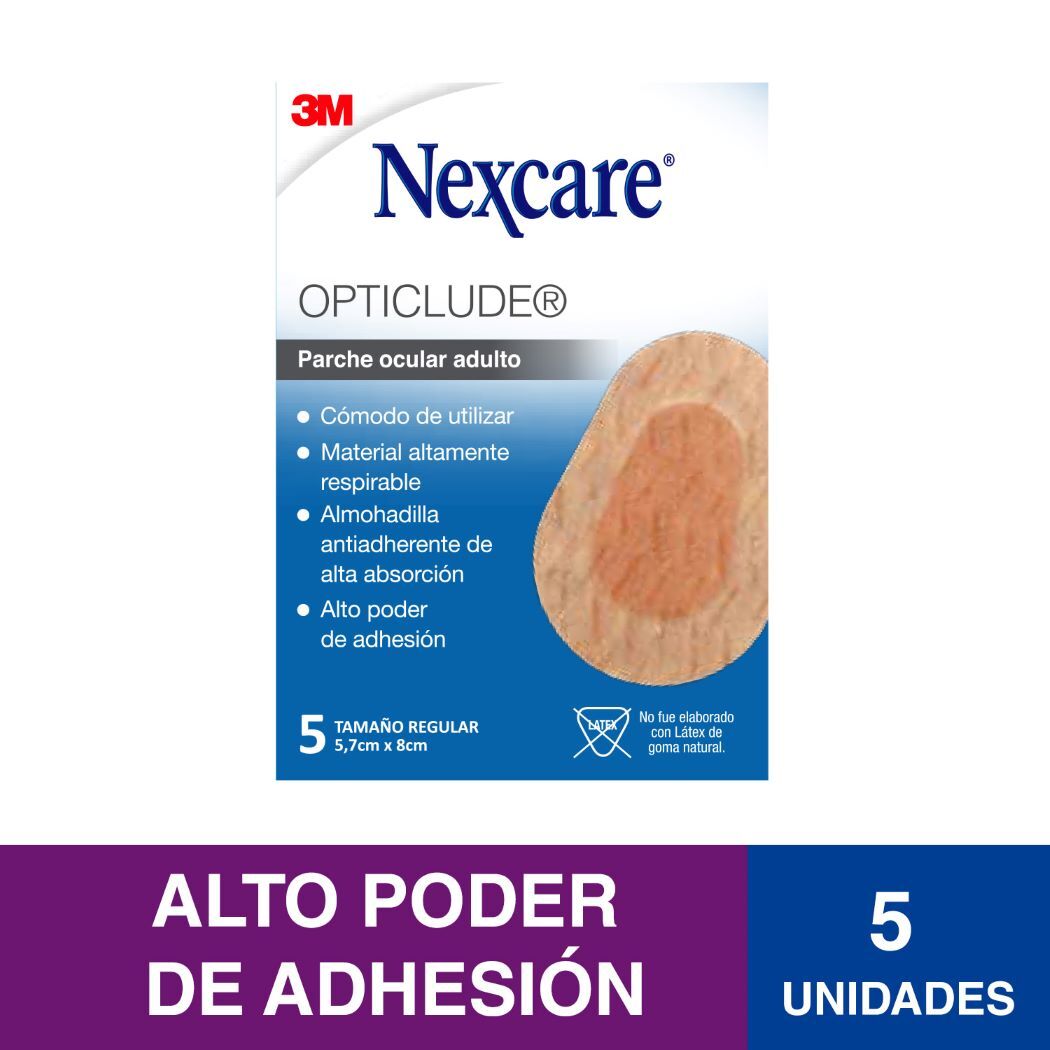 3M
Nexcare®
OPTICLUDE®
Parche ocular adulto
• Cómodo de utilizar
• Material altamente
respirable
• Almohadilla
antiadherente de
alta absorción
• Alto poder
de adhesión
5 TAMAÑO REGULAR
5,7cm x 8cm
LATEX
No fue elaborado
con Látex de
goma natural.
ALTO PODER
DE ADHESIÓN
5
UNIDADES